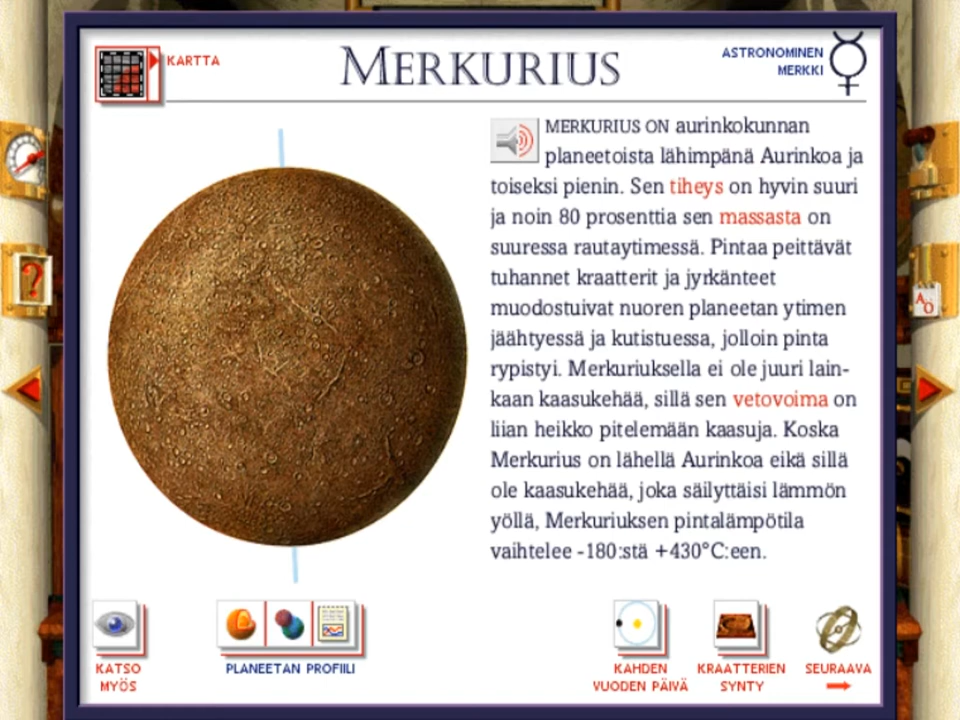 KARTTA
MERKURIUS
ASTRONOMINEN
MERKKI
MERKURIUS ON aurinkokunnan
planeetoista lähimpänä Aurinkoa ja
toiseksi pienin. Sen tiheys on hyvin suuri
ja noin 80 prosenttia sen massasta on
suuressa rautaytimessä. Pintaa peittävät
tuhannet kraatterit ja jyrkänteet
muodostuivat nuoren planeetan ytimen
jäähtyessä ja kutistuessa, jolloin pinta
rypistyi. Merkuriuksella ei ole juuri lain-
kaan kaasukehää, sillä sen vetovoima on
liian heikko pitelemään kaasuja. Koska
Merkurius on lähellä Aurinkoa eikä sillä
ole kaasukehää, joka säilyttäisi lämmön
yöllä, Merkuriuksen pintalämpötila
vaihtelee -180:stä +430°C:een.
?
A
O
KATSO
MYÖS
PLANEETAN PROFIILI
KAHDEN
VUODEN PÄIVÄ
KRAATTERIEN
SYNTY
SEURAAVA